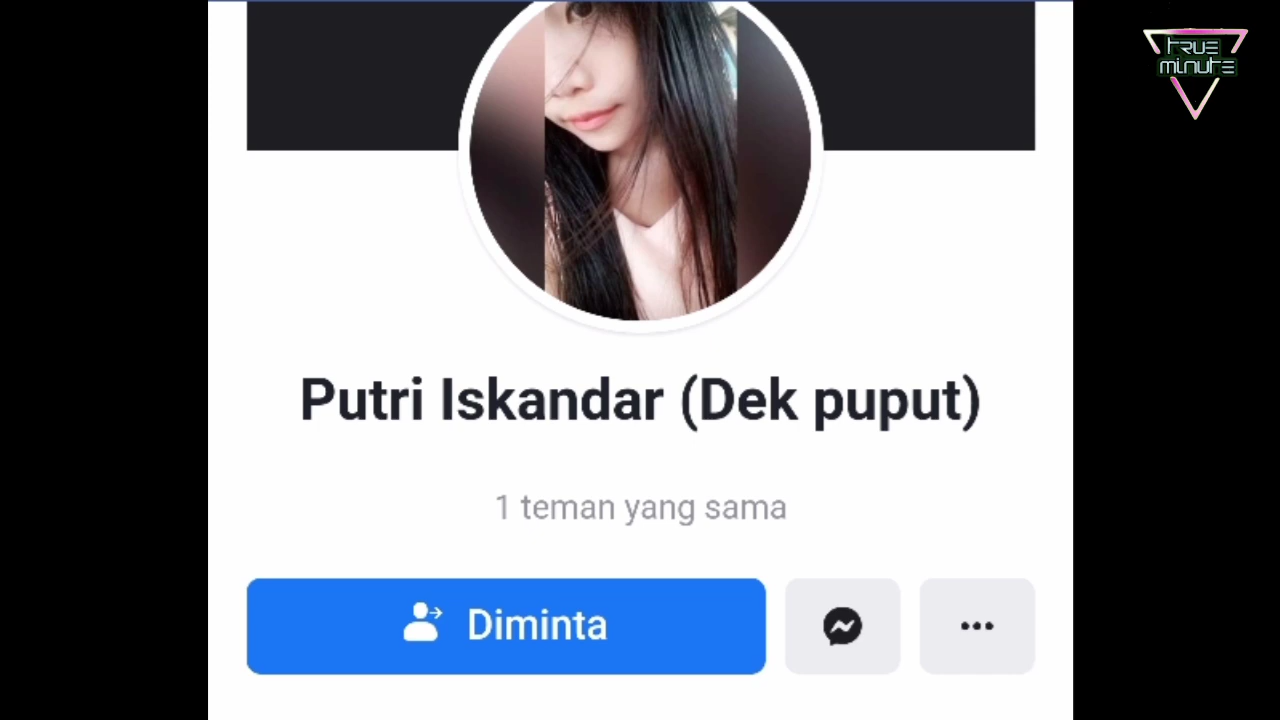 TRUE
MINUTE
Putri Iskandar (Dek puput)
1 teman yang sama
Diminta